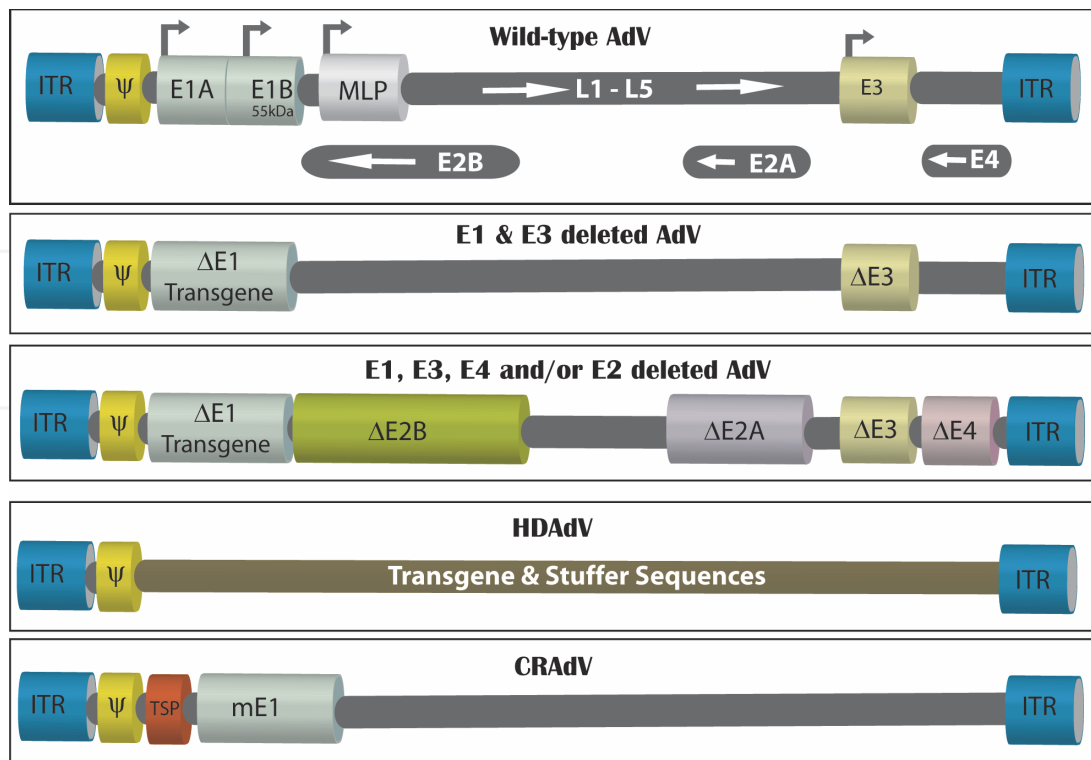 Wild-type AdV
ITR ψ E1A E1B 55kDa MLP L1 - L5 E3 ITR
E2B E2A E4
E1 & E3 deleted AdV
ITR ψ ΔE1 Transgene ΔE3 ITR
E1, E3, E4 and/or E2 deleted AdV
ITR ψ ΔE1 Transgene ΔE2B ΔE2A ΔE3 ΔE4 ITR
HDAdV
ITR ψ Transgene & Stuffer Sequences ITR
CRAdV
ITR ψ TSP mE1 ITR